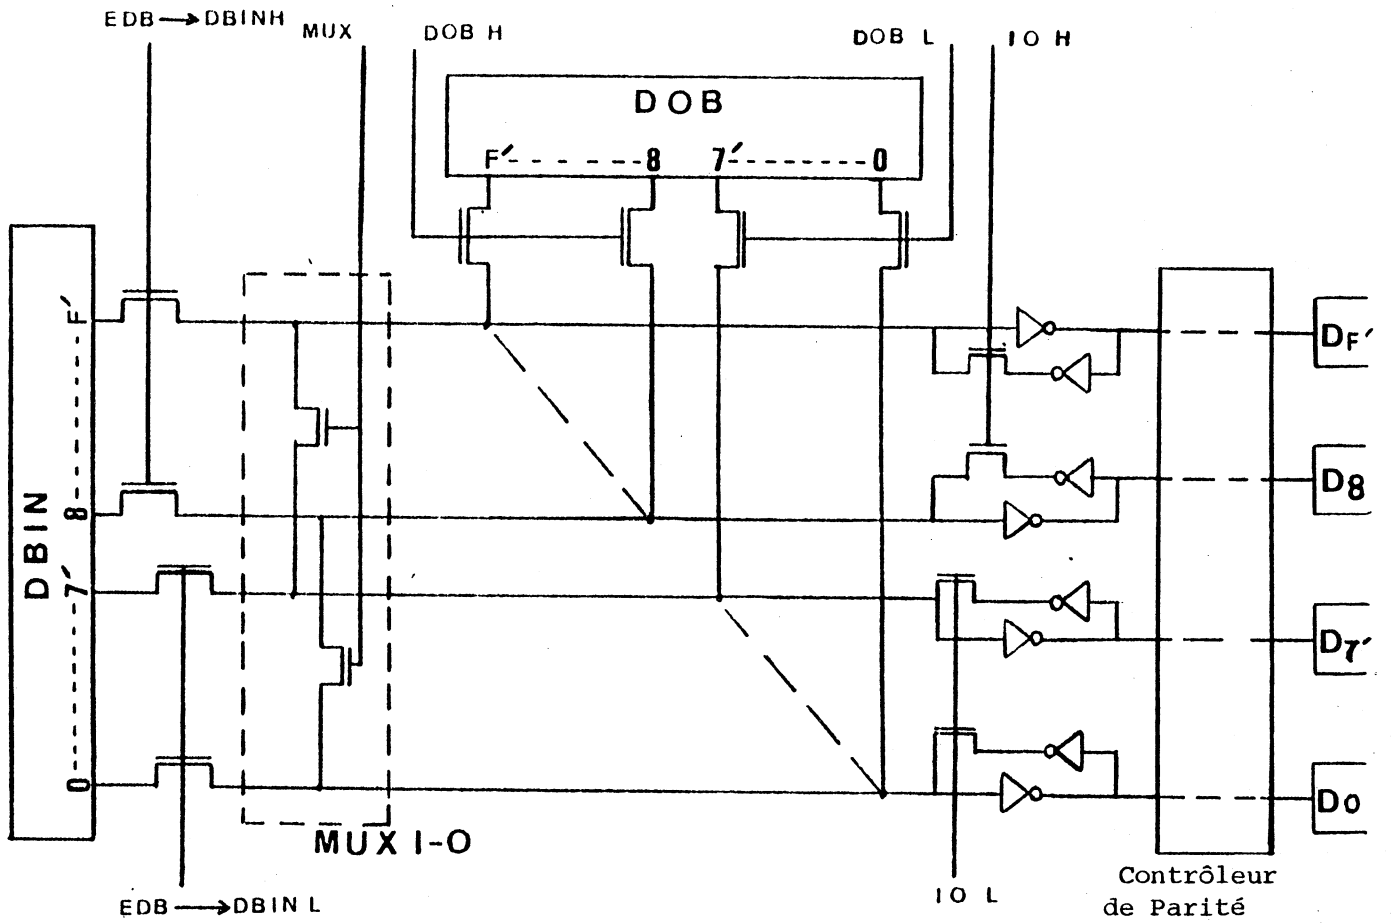 EDB → DBINH
MUX
DOB H
DOB L
IO H
DOB
F' - - - - - - - - 8
7' - - - - - - - - 0
DBIN
F' - - - - - - - - 8
7' - - - - - - - - 0
DF'
D8
D7'
D0
MUX I-O
EDB → DBIN L
IO L
Contrôleur
de Parité